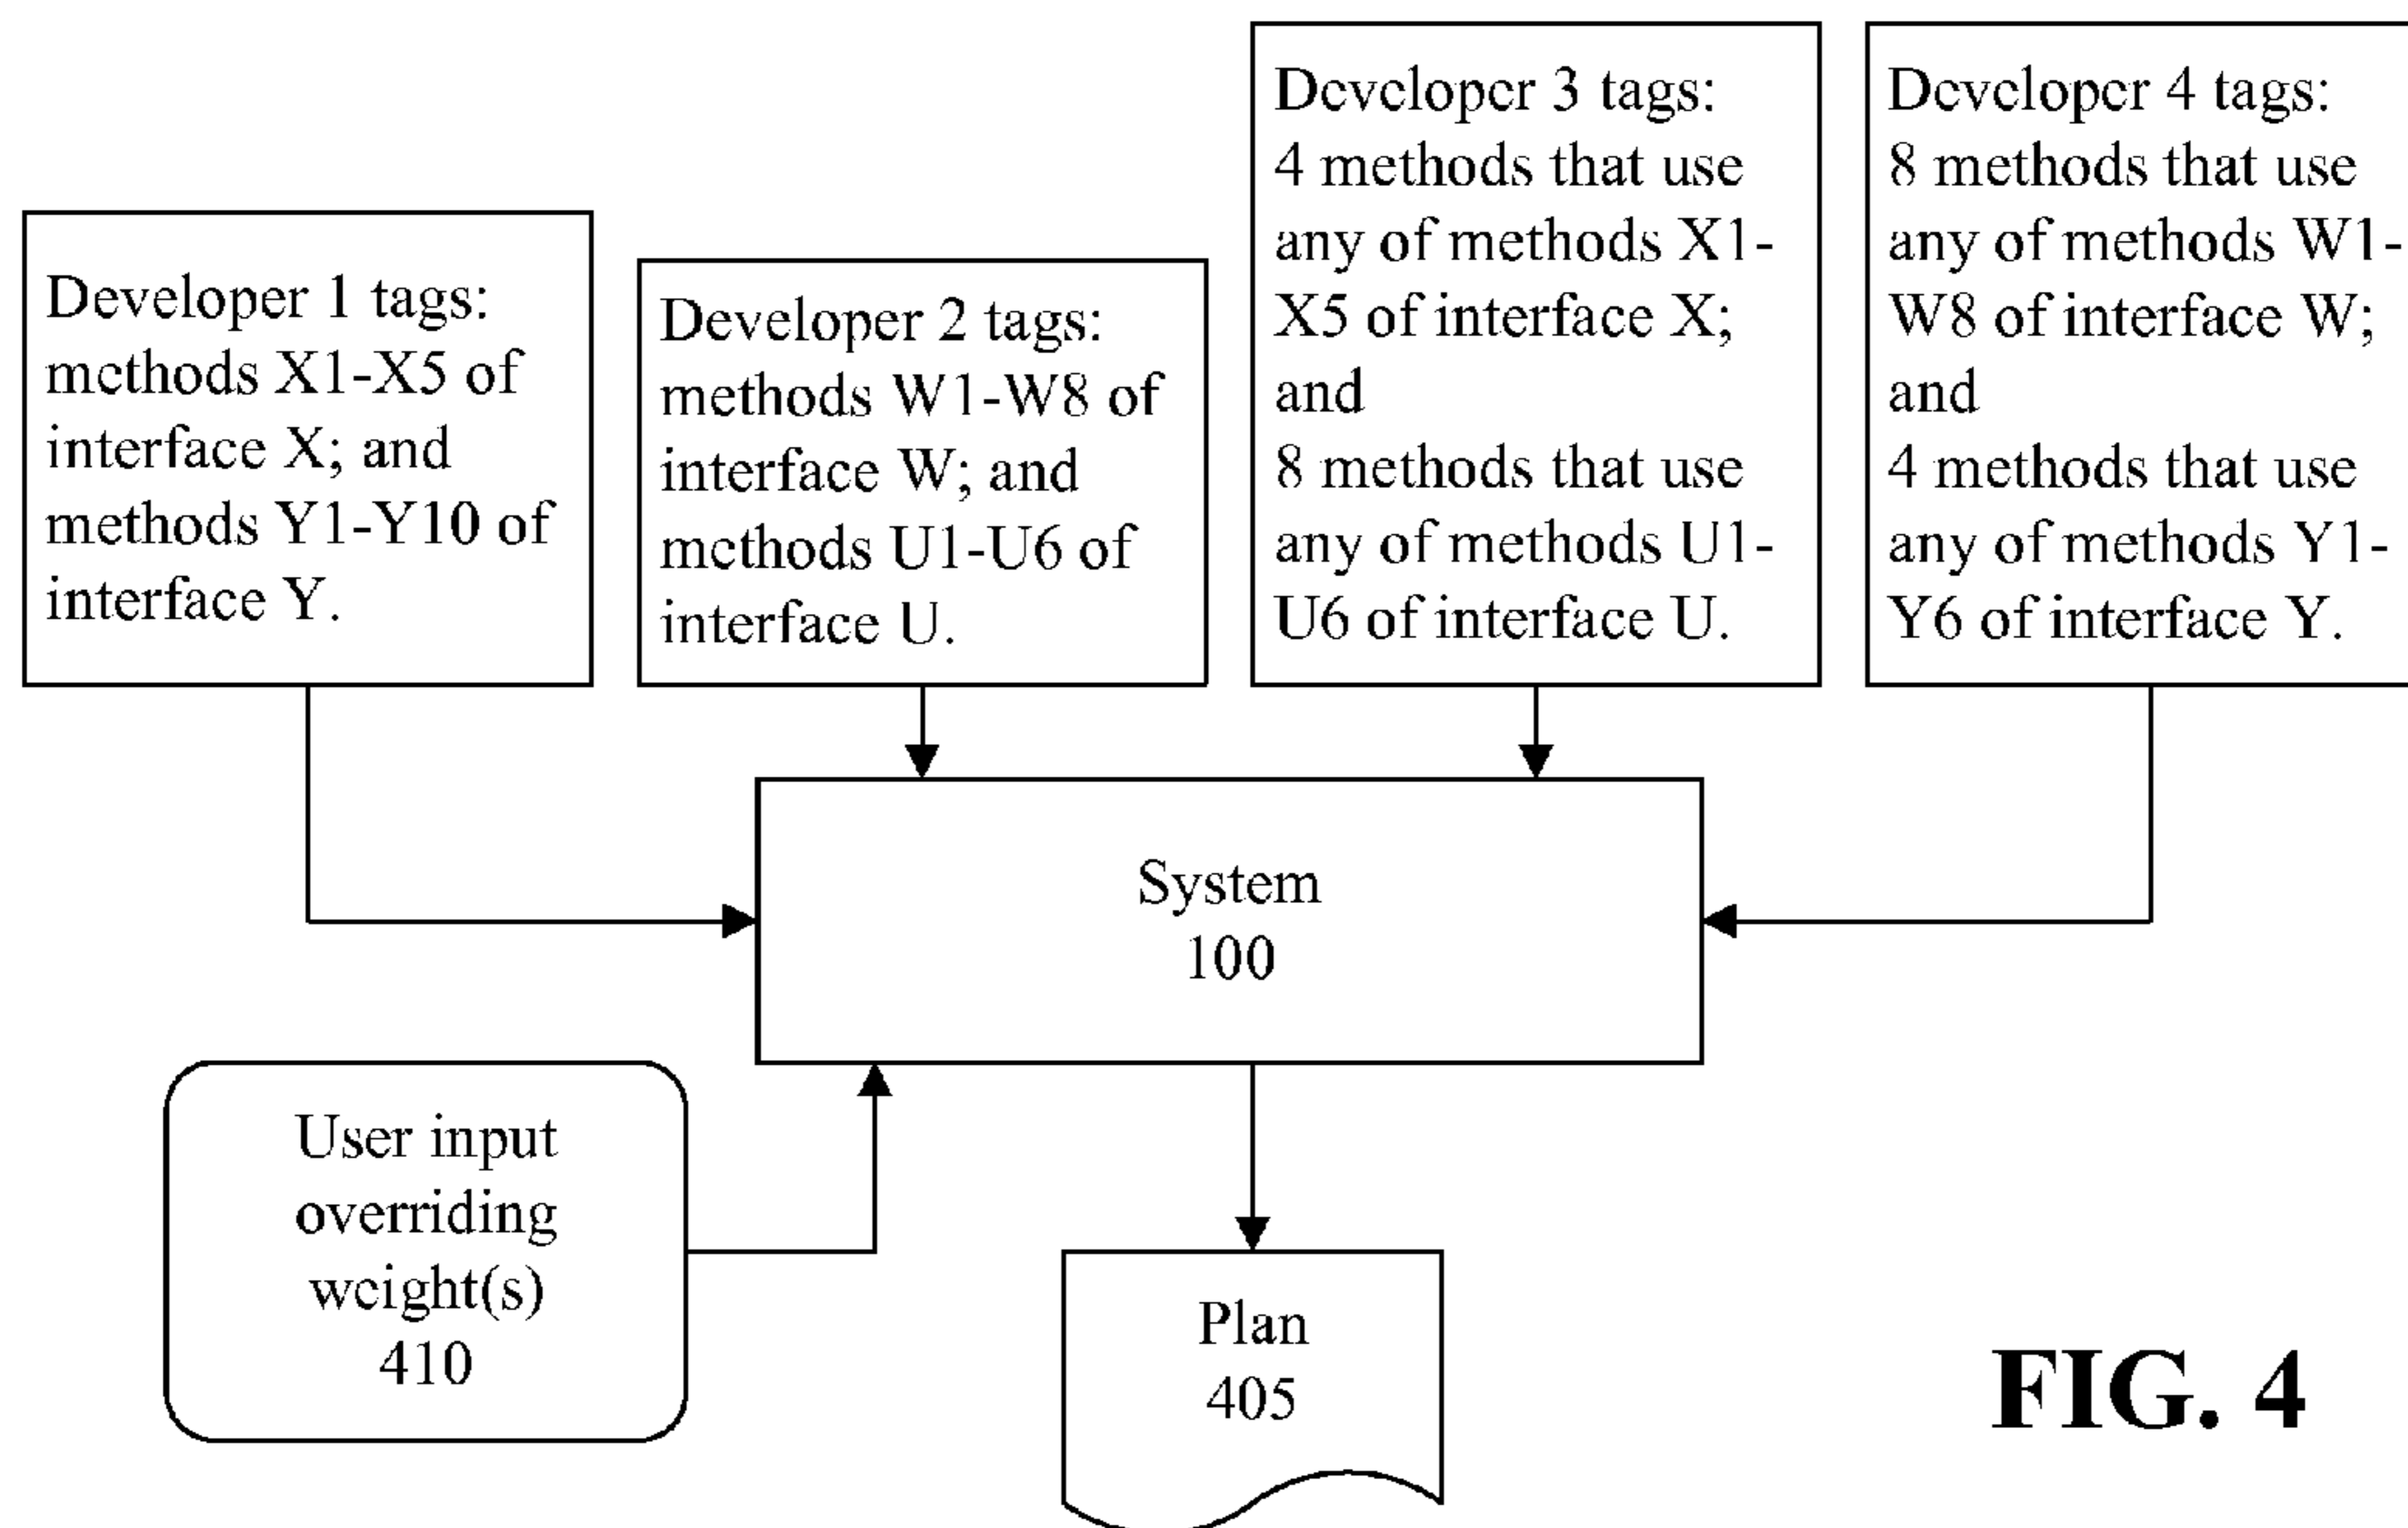 Developer 1 tags:
methods X1-X5 of
interface X; and
methods Y1-Y10 of
interface Y.
Developer 2 tags:
methods W1-W8 of
interface W; and
methods U1-U6 of
interface U.
Developer 3 tags:
4 methods that use
any of methods X1-
X5 of interface X;
and
8 methods that use
any of methods U1-
U6 of interface U.
Developer 4 tags:
8 methods that use
any of methods W1-
W8 of interface W;
and
4 methods that use
any of methods Y1-
Y6 of interface Y.
System
100
User input
overriding
weight(s)
410
Plan
405
FIG. 4